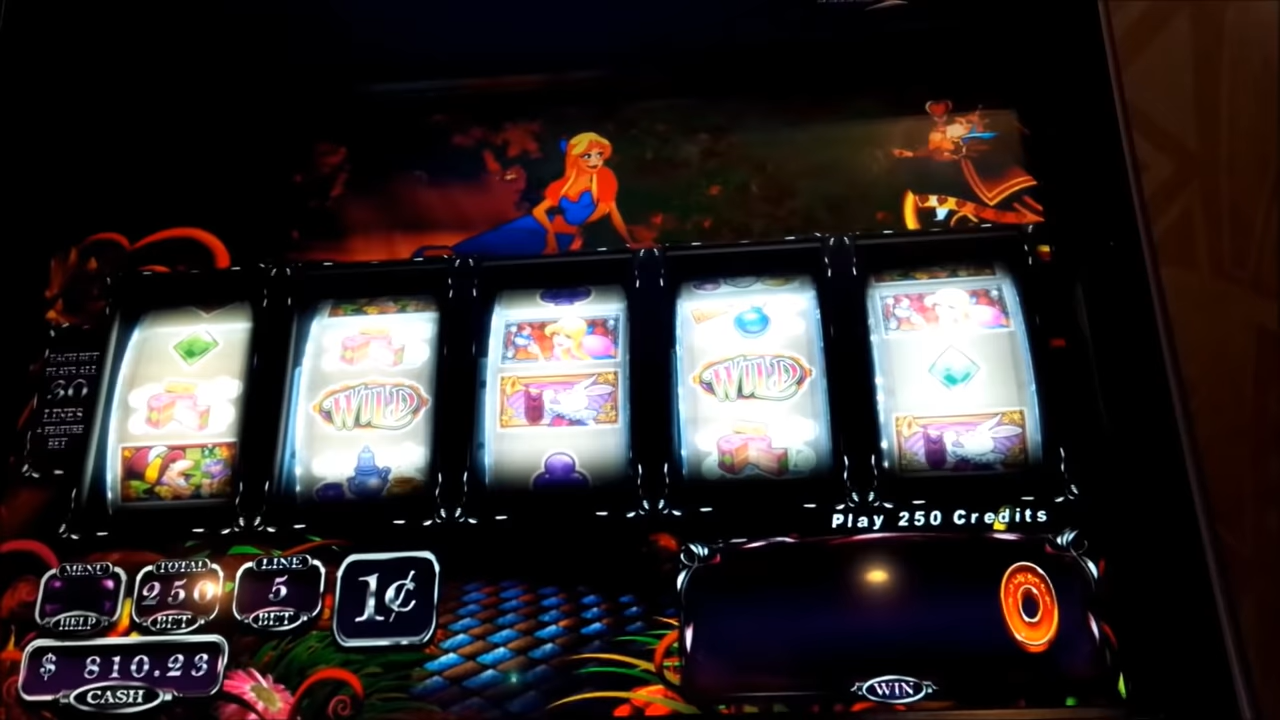 EACH BET
PLAYS ALL
30
LINES
+ FEATURE
BET
WILD
WILD
Play 250 Credits
MENU
HELP
TOTAL
250
BET
LINE
5
BET
1¢
$ 810.23
CASH
WIN